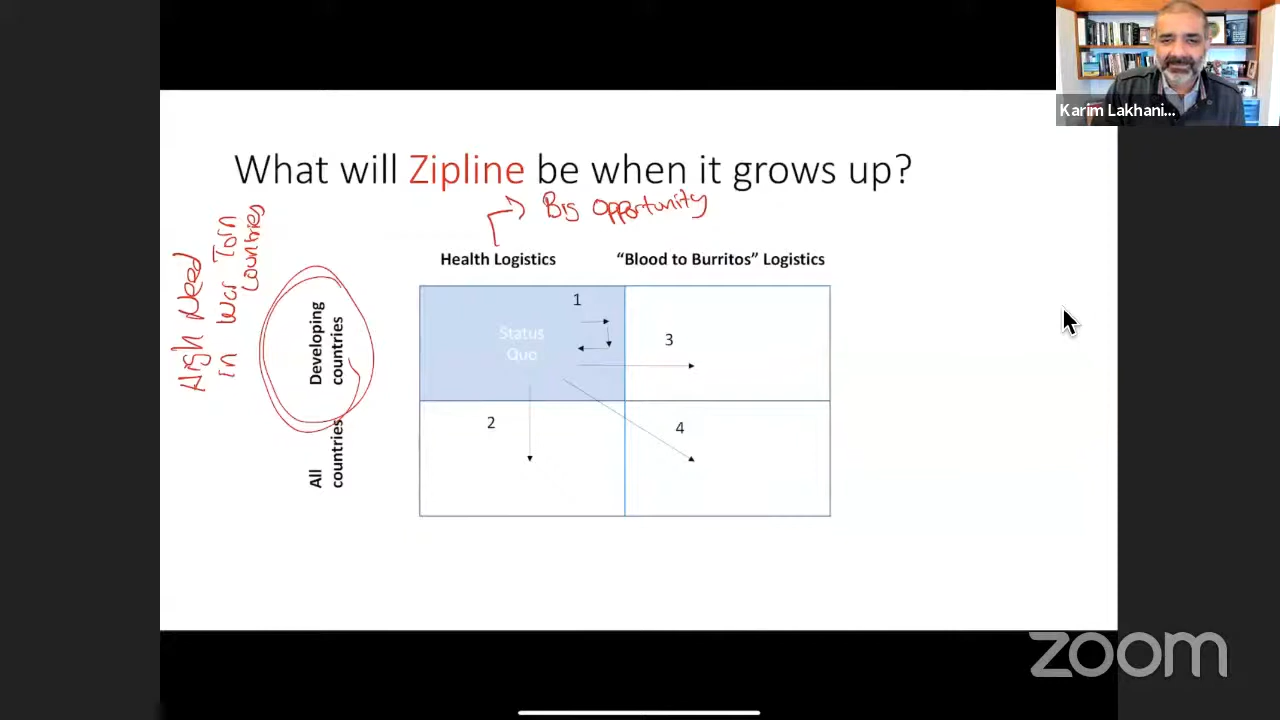 Karim Lakhani...
What will Zipline be when it grows up?
Big Opportunity
High Need
in War Torn
Countries
Health Logistics
“Blood to Burritos” Logistics
Developing
countries
All
countries
Status
Quo
1
3
2
4
zoom